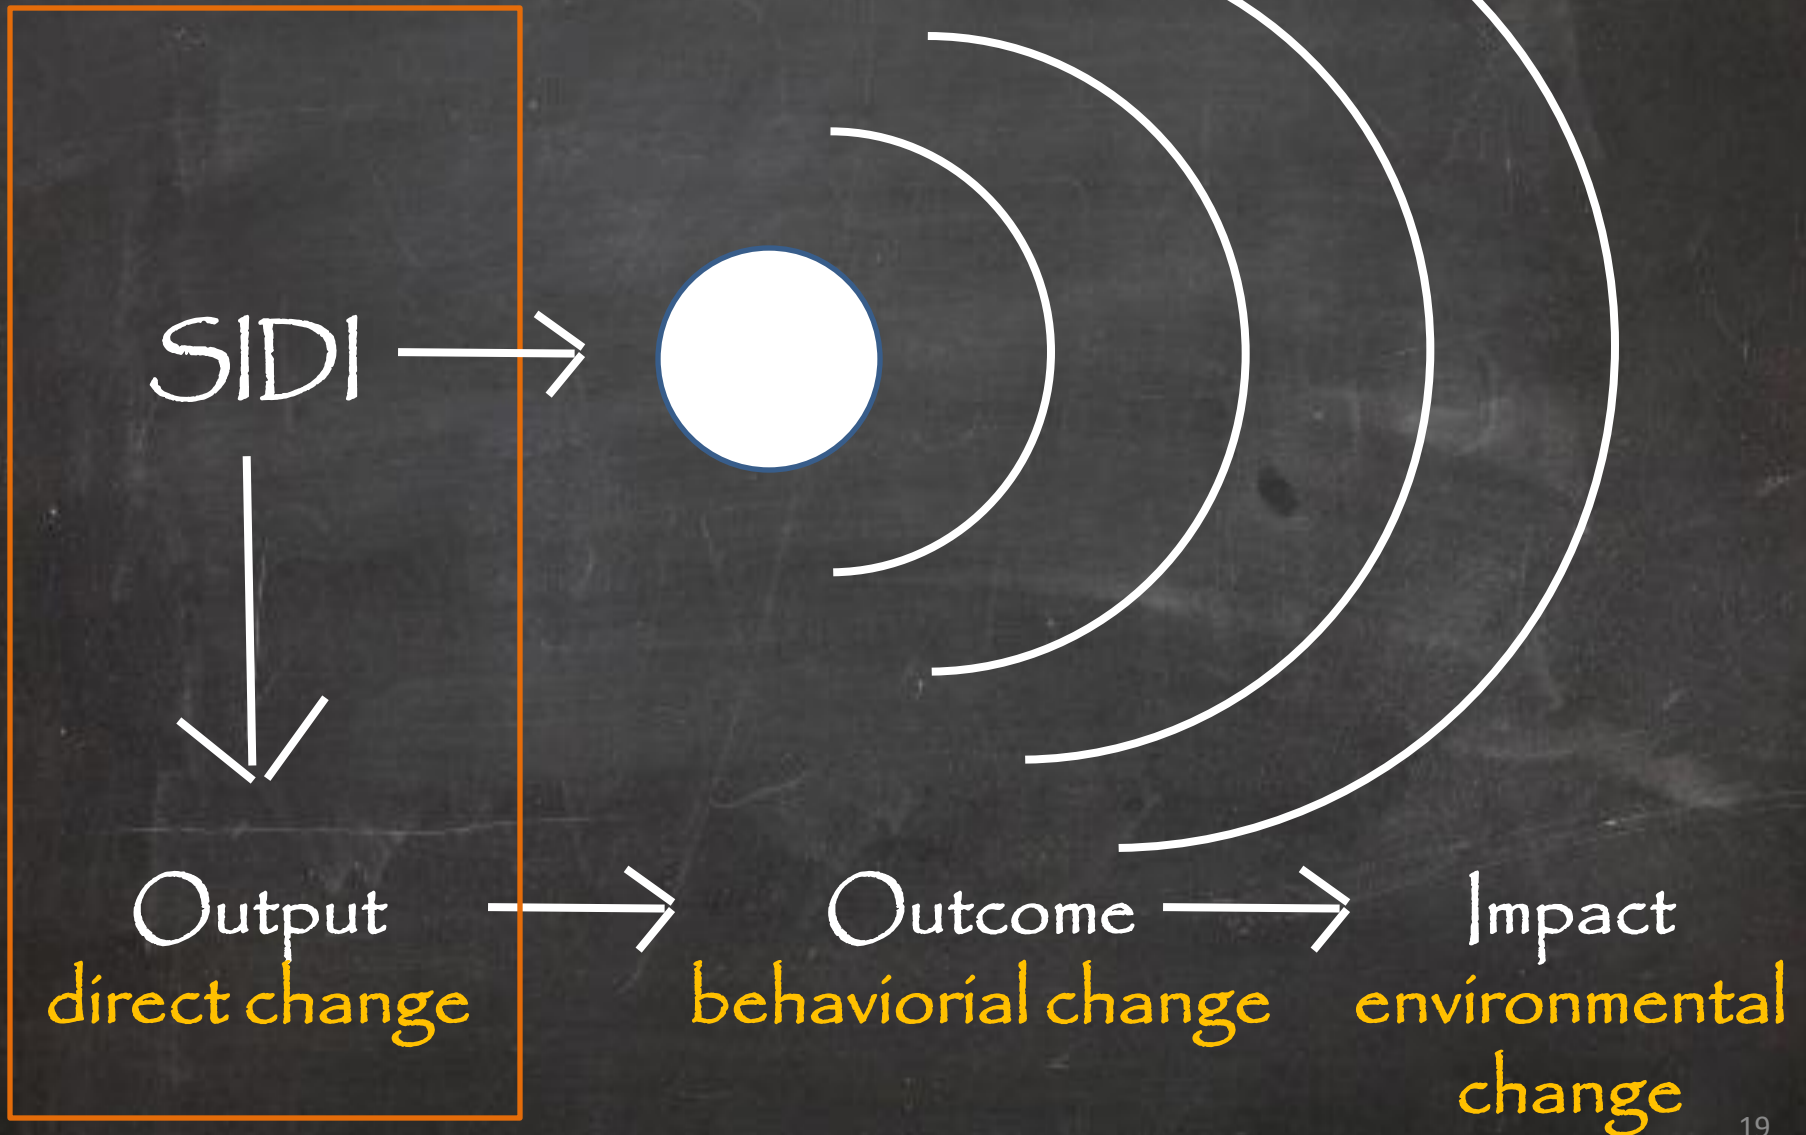 SIDI
Output
direct change
Outcome
behaviorial change
Impact
environmental
change
19